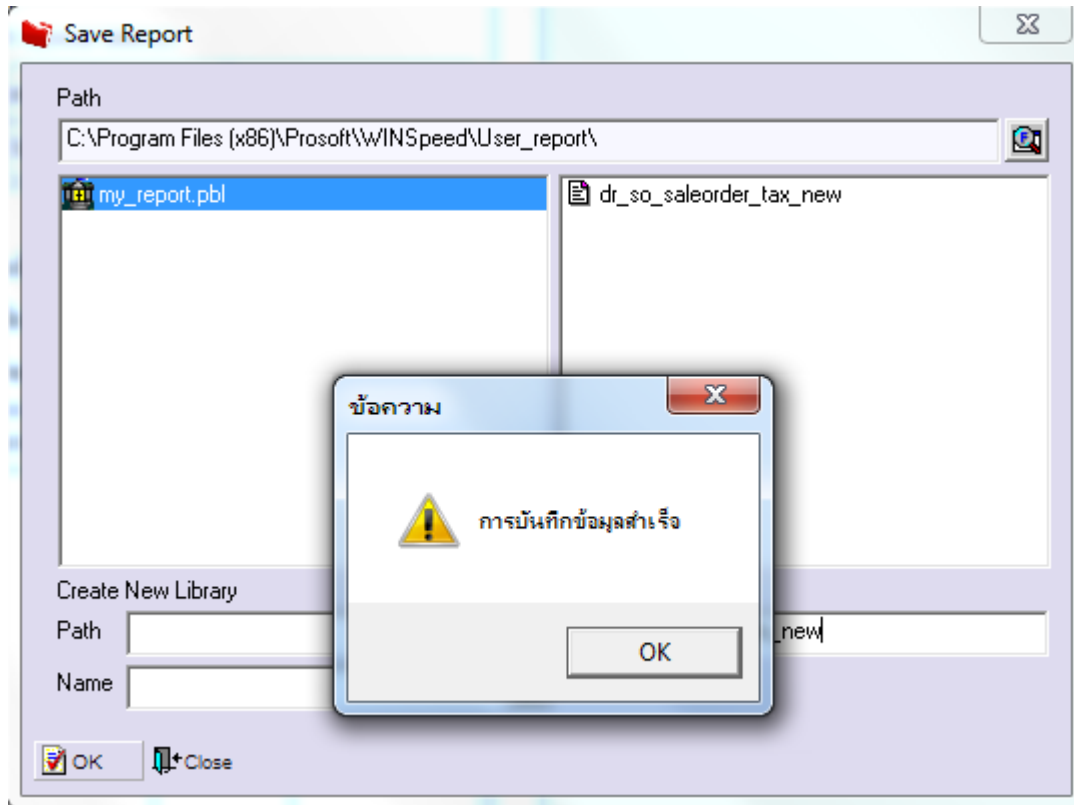 Save Report
Path
C:\Program Files (x86)\Prosoft\WINSpeed\User_report\
my_report.pbl
dr_so_saleorder_tax_new
ข้อความ
การบันทึกข้อมูลสำเร็จ
Create New Library
Path
_new
OK
Name
OK
Close